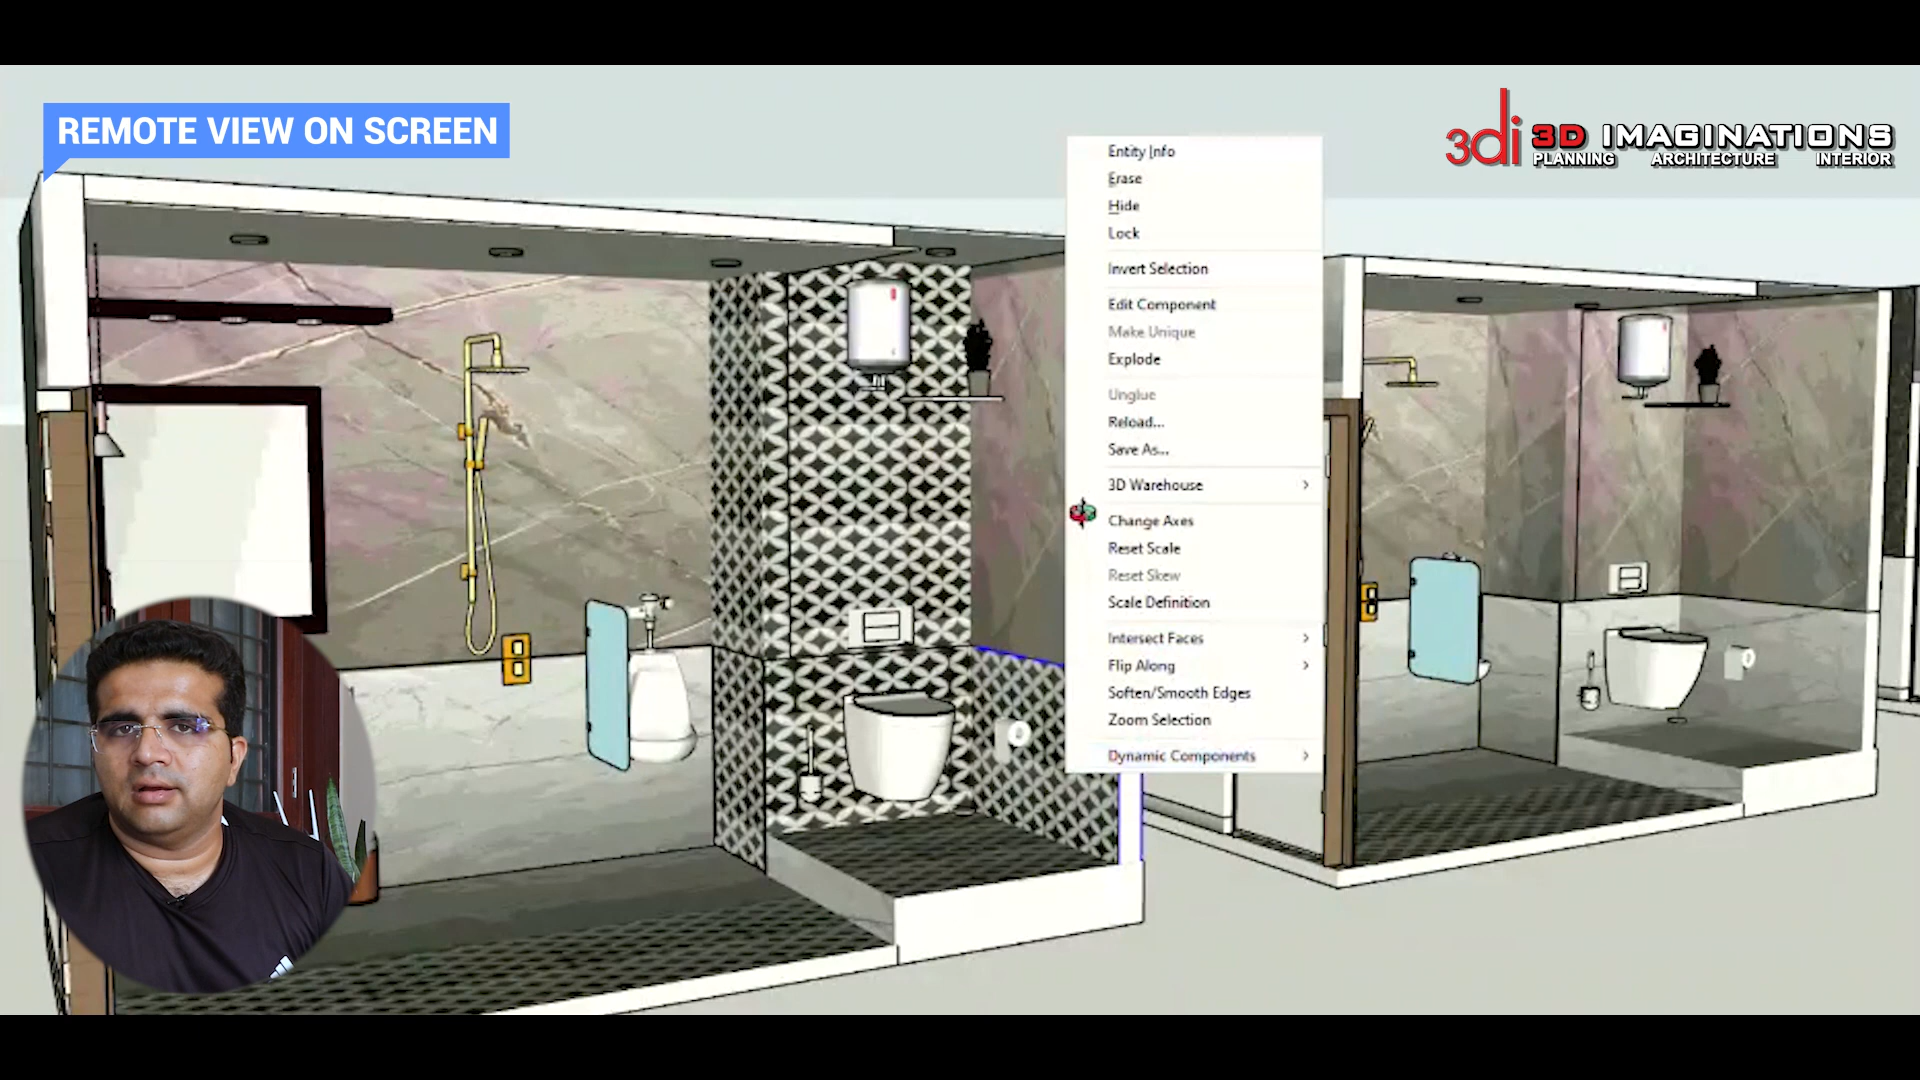 REMOTE VIEW ON SCREEN
3di 3D IMAGINATIONS
PLANNING ARCHITECTURE INTERIOR
Entity Info
Erase
Hide
Lock
Invert Selection
Edit Component
Make Unique
Explode
Unglue
Reload...
Save As...
3D Warehouse
Change Axes
Reset Scale
Reset Skew
Scale Definition
Intersect Faces
Flip Along
Soften/Smooth Edges
Zoom Selection
Dynamic Components